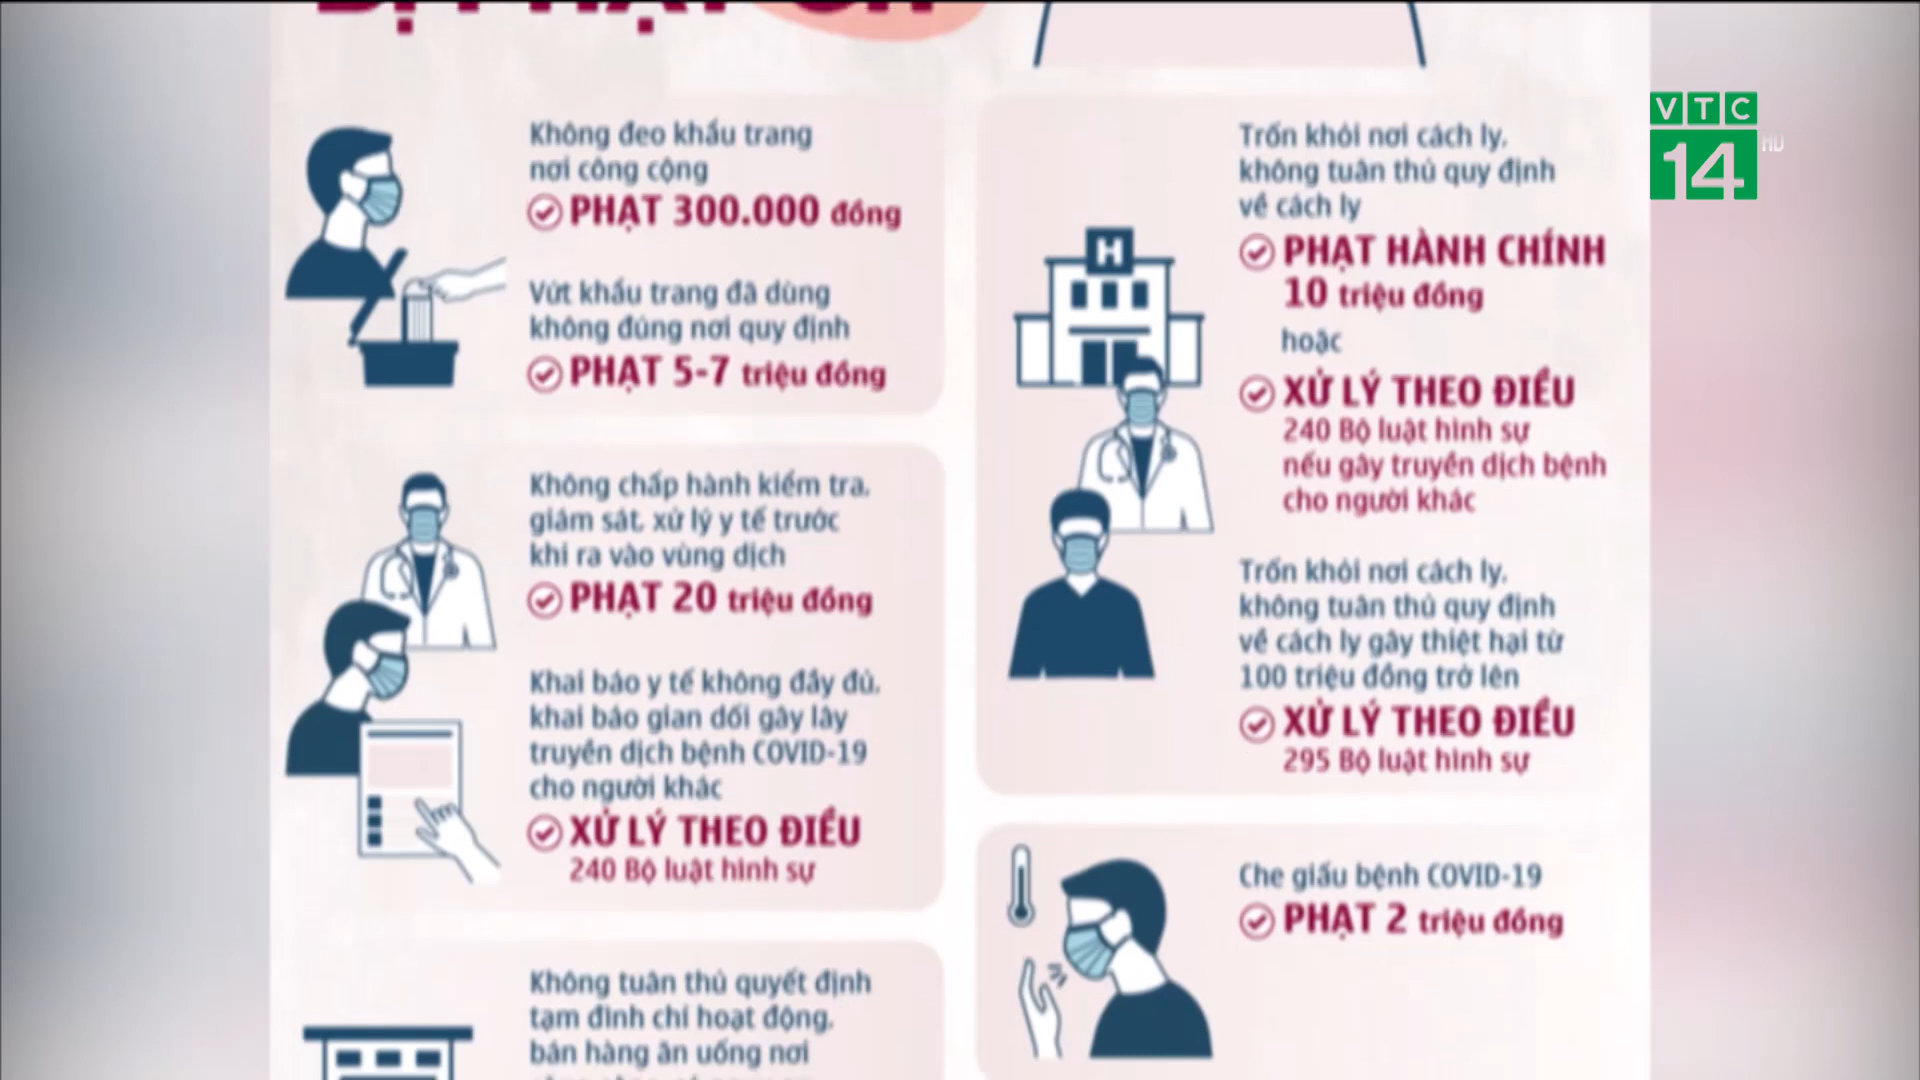 VTC
14
HD
Không đeo khẩu trang
nơi công cộng
PHẠT 300.000 đồng
Vứt khẩu trang đã dùng
không đúng nơi quy định
PHẠT 5-7 triệu đồng
Không chấp hành kiểm tra,
giám sát, xử lý y tế trước
khi ra vào vùng dịch
PHẠT 20 triệu đồng
Khai báo y tế không đầy đủ,
khai báo gian dối gây lây
truyền dịch bệnh COVID-19
cho người khác
XỬ LÝ THEO ĐIỀU
240 Bộ luật hình sự
Không tuân thủ quyết định
tạm đình chỉ hoạt động,
bán hàng ăn uống nơi
H
Trốn khỏi nơi cách ly,
không tuân thủ quy định
về cách ly
PHẠT HÀNH CHÍNH
10 triệu đồng
hoặc
XỬ LÝ THEO ĐIỀU
240 Bộ luật hình sự
nếu gây truyền dịch bệnh
cho người khác
Trốn khỏi nơi cách ly,
không tuân thủ quy định
về cách ly gây thiệt hại từ
100 triệu đồng trở lên
XỬ LÝ THEO ĐIỀU
295 Bộ luật hình sự
Che giấu bệnh COVID-19
PHẠT 2 triệu đồng